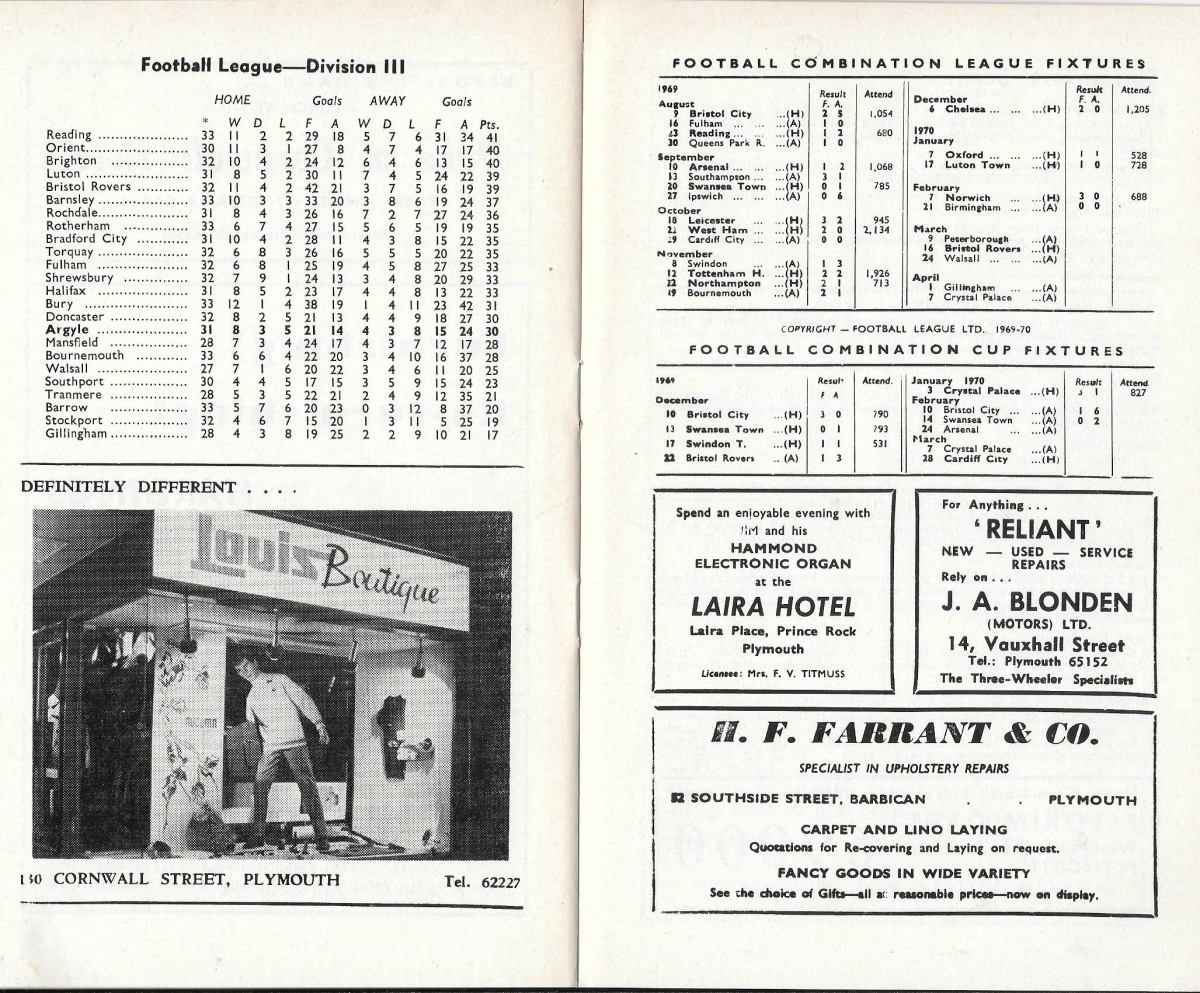 Football League—Division III
HOME Goals AWAY Goals
* W D L F A W D L F A Pts.
Reading .................. 33 11 2 2 29 18 5 7 6 31 34 41
Orient..................... 30 11 3 1 27 8 4 7 4 17 17 40
Brighton .................. 32 10 4 2 24 12 6 4 6 13 15 40
Luton ..................... 31 8 5 2 30 11 7 4 5 24 22 39
Bristol Rovers ............ 32 11 4 2 42 21 3 7 5 16 19 39
Barnsley .................. 33 10 3 3 33 20 3 8 6 19 24 37
Rochdale.................. 31 8 4 3 26 16 7 2 7 27 24 36
Rotherham ............... 33 6 7 4 27 15 5 6 5 19 19 35
Bradford City ............ 31 10 4 2 28 11 4 3 8 15 22 35
Torquay .................. 32 6 8 3 26 16 5 5 5 20 22 35
Fulham ..................... 32 6 8 1 25 19 4 5 8 27 25 33
Shrewsbury ............... 32 7 9 1 24 13 3 4 8 20 29 33
Halifax ..................... 31 8 5 2 23 17 4 4 8 13 22 33
Bury ........................ 33 12 1 4 38 19 1 4 11 23 42 31
Doncaster ............... 32 8 2 5 21 13 4 4 9 18 27 30
Argyle ..................... 31 8 3 5 21 14 4 3 8 15 24 30
Mansfield .................. 28 7 3 4 24 17 4 3 7 12 17 28
Bournemouth ............ 33 6 6 4 22 20 3 4 10 16 37 28
Walsall ..................... 27 7 1 6 20 22 3 4 6 11 20 25
Southport .................. 30 4 4 5 17 15 3 5 9 15 24 23
Tranmere .................. 28 5 3 5 22 21 2 4 9 12 35 21
Barrow ..................... 33 5 7 6 20 23 0 3 12 8 37 20
Stockport .................. 32 4 6 7 15 20 1 3 11 5 25 19
Gillingham .................. 28 4 3 8 19 25 2 2 9 10 21 17
DEFINITELY DIFFERENT . . . .
Boutique
autumn
130 CORNWALL STREET, PLYMOUTH Tel. 62227
FOOTBALL COMBINATION LEAGUE FIXTURES
1969 Result Attend
August F. A.
9 Bristol City ...(H) 2 5 1,054
16 Fulham ... ... ...(A) 1 0
23 Reading ... ... ...(H) 1 2 680
30 Queens Park R. ...(A) 1 0
September
10 Arsenal ... ...(H) 1 2 1,068
13 Southampton ... ...(A) 3 1
20 Swansea Town ...(H) 0 1 785
27 Ipswich ... ... ...(A) 0 6
October
18 Leicester ... ...(H) 3 2 945
22 West Ham ... ...(H) 2 0 2,134
29 Cardiff City ... ...(A) 0 0
November
8 Swindon ... ...(A) 1 3
12 Tottenham H. ...(H) 2 2 1,926
22 Northampton ...(H) 2 1 713
29 Bournemouth ...(A) 2 1
Result Attend.
December F. A.
6 Chelsea ... ... ...(H) 2 0 1,205
1970
January
7 Oxford ... ... ...(H) 1 1 528
17 Luton Town ...(H) 1 0 728
February
7 Norwich ... ...(H) 3 0 688
21 Birmingham ... ...(A) 0 0
March
9 Peterborough ...(A)
16 Bristol Rovers ...(H)
24 Walsall ... ...(A)
April
1 Gillingham ... ...(A)
7 Crystal Palace ...(A)
COPYRIGHT — FOOTBALL LEAGUE LTD. 1969-70
FOOTBALL COMBINATION CUP FIXTURES
1969 Result Attend.
F A
December
10 Bristol City ...(H) 3 0 790
13 Swansea Town ...(H) 0 1 793
17 Swindon T. ...(H) 1 1 531
22 Bristol Rovers ..(A) 1 3
January 1970 Result Attend.
3 Crystal Palace ...(H) 3 1 827
February
10 Bristol City ... ...(A) 1 6
14 Swansea Town ...(A) 0 2
24 Arsenal ... ...(A)
March
7 Crystal Palace ...(A)
28 Cardiff City ...(H)
Spend an enjoyable evening with
JIM and his
HAMMOND
ELECTRONIC ORGAN
at the
LAIRA HOTEL
Laira Place, Prince Rock
Plymouth
Licensee: Mrs. F. V. TITMUSS
For Anything . . .
‘RELIANT’
NEW — USED — SERVICE
REPAIRS
Rely on . . .
J. A. BLONDEN
(MOTORS) LTD.
14, Vauxhall Street
Tel.: Plymouth 65152
The Three-Wheeler Specialists
H. F. FARRANT & CO.
SPECIALIST IN UPHOLSTERY REPAIRS
52 SOUTHSIDE STREET, BARBICAN . . PLYMOUTH
CARPET AND LINO LAYING
Quotations for Re-covering and Laying on request.
FANCY GOODS IN WIDE VARIETY
See the choice of Gifts—all at reasonable prices—now on display.